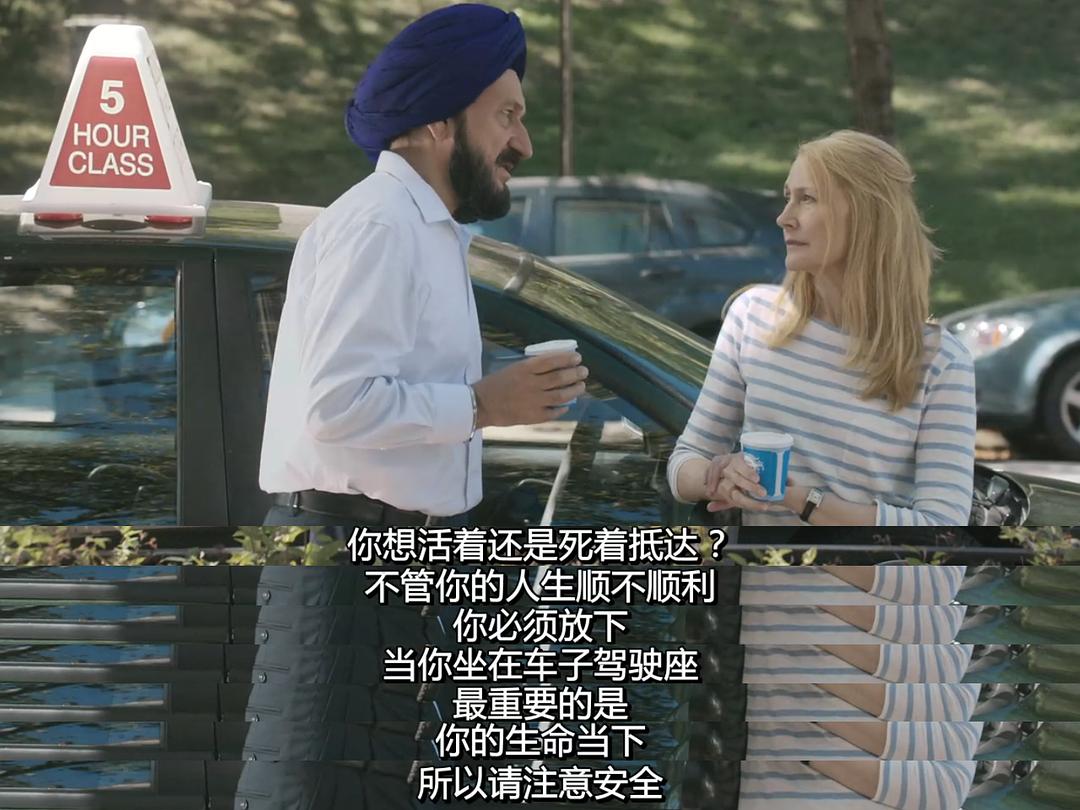 5
HOUR
CLASS
你想活着还是死着抵达？
不管你的人生顺不顺利
你必须放下
当你坐在车子驾驶座
最重要的是
你的生命当下
所以请注意安全